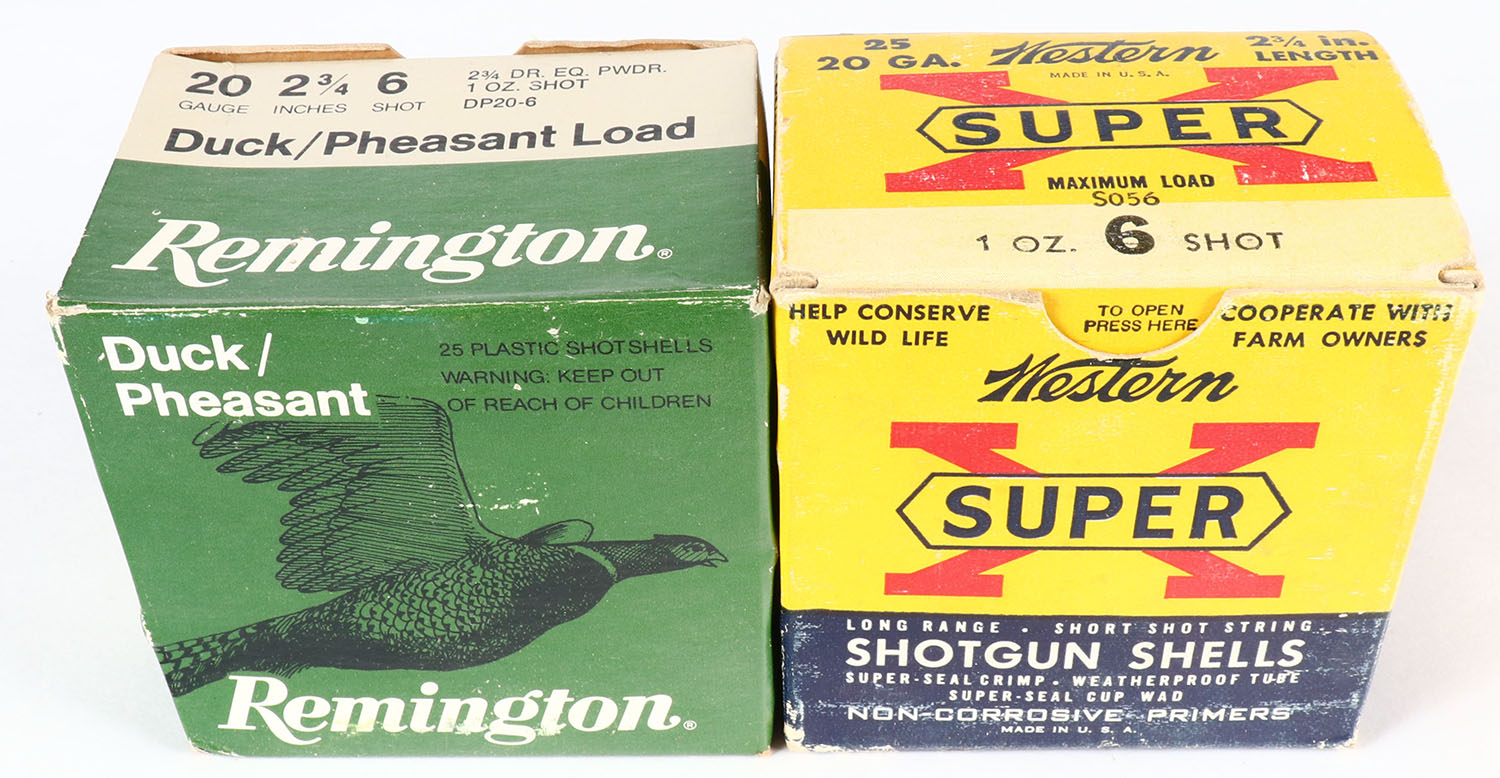 20 2¾ 6
GAUGE INCHES SHOT
2¾ DR. EQ. PWDR.
1 OZ. SHOT
DP20-6
Duck/Pheasant Load
Remington®
Duck/
Pheasant
25 PLASTIC SHOTSHELLS
WARNING: KEEP OUT
OF REACH OF CHILDREN
Remington®
25
20 GA.
Western
MADE IN U.S.A.
2¾ in.
LENGTH
X
SUPER
MAXIMUM LOAD
S056
1 OZ. 6 SHOT
HELP CONSERVE
WILD LIFE
TO OPEN
PRESS HERE
COOPERATE WITH
FARM OWNERS
Western
X
SUPER
LONG RANGE · SHORT SHOT STRING
SHOTGUN SHELLS
SUPER-SEAL CRIMP · WEATHERPROOF TUBE
SUPER-SEAL CUP WAD
NON-CORROSIVE PRIMERS
MADE IN U.S.A.